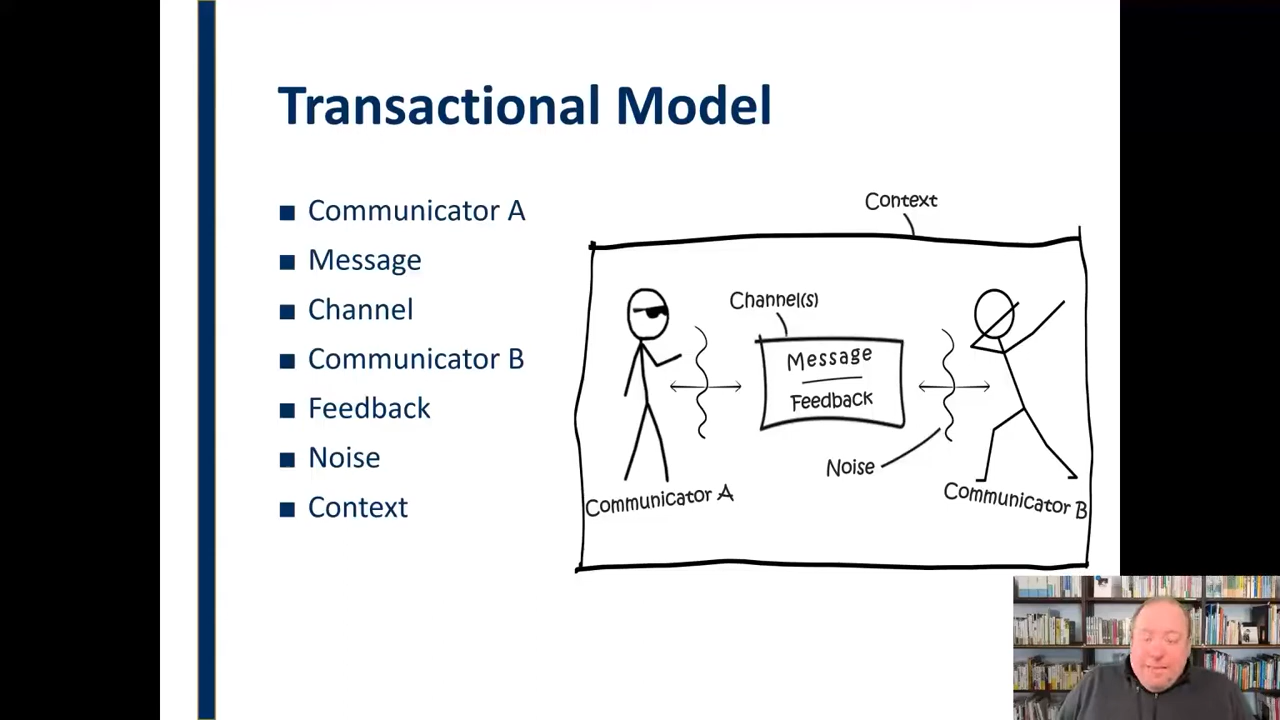 Transactional Model
Communicator A
Message
Channel
Communicator B
Feedback
Noise
Context
Context
Channel(s)
Message
Feedback
Noise
Communicator A
Communicator B